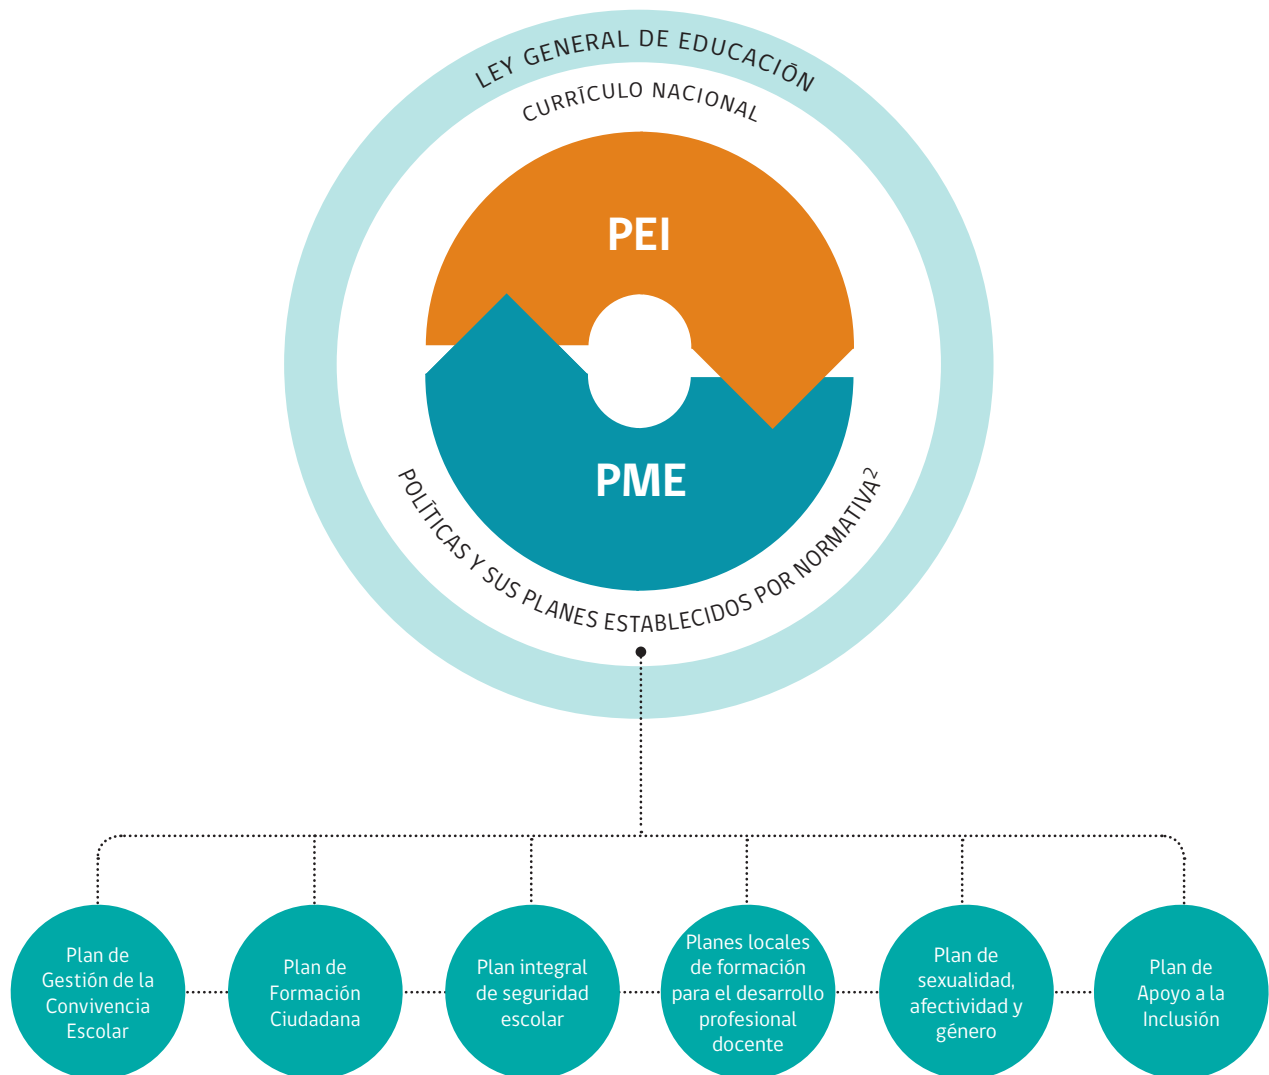 LEY GENERAL DE EDUCACIÓN
CURRÍCULO NACIONAL
PEI
PME
POLÍTICAS Y SUS PLANES ESTABLECIDOS POR NORMATIVA²
Plan de
Gestión de la
Convivencia
Escolar
Plan de
Formación
Ciudadana
Plan integral
de seguridad
escolar
Planes locales
de formación
para el desarrollo
profesional
docente
Plan de
sexualidad,
afectividad y
género
Plan de
Apoyo a la
Inclusión